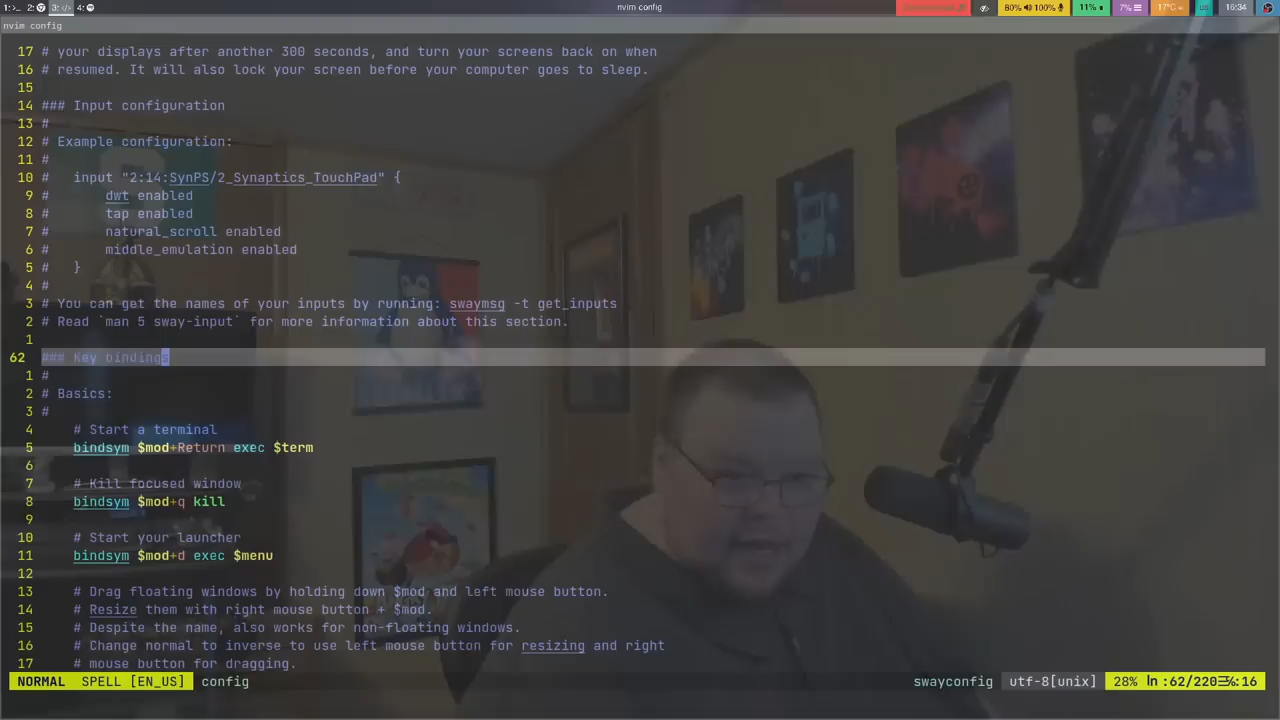 1: 2: 3: 4: nvim config 80% 100% 11% 7% 17°C us 16:34
nvim config
17 # your displays after another 300 seconds, and turn your screens back on when
16 # resumed. It will also lock your screen before your computer goes to sleep.
15
14 ### Input configuration
13 #
12 # Example configuration:
11 #
10 #   input "2:14:SynPS/2_Synaptics_TouchPad" {
9 #       dwt enabled
8 #       tap enabled
7 #       natural_scroll enabled
6 #       middle_emulation enabled
5 #   }
4 #
3 # You can get the names of your inputs by running: swaymsg -t get_inputs
2 # Read `man 5 sway-input` for more information about this section.
1
62 ### Key bindings
1 #
2 # Basics:
3 #
4     # Start a terminal
5     bindsym $mod+Return exec $term
6
7     # Kill focused window
8     bindsym $mod+q kill
9
10     # Start your launcher
11     bindsym $mod+d exec $menu
12
13     # Drag floating windows by holding down $mod and left mouse button.
14     # Resize them with right mouse button + $mod.
15     # Despite the name, also works for non-floating windows.
16     # Change normal to inverse to use left mouse button for resizing and right
17     # mouse button for dragging.
NORMAL SPELL [EN_US] config swayconfig utf-8[unix] 28% ln :62/220 :16